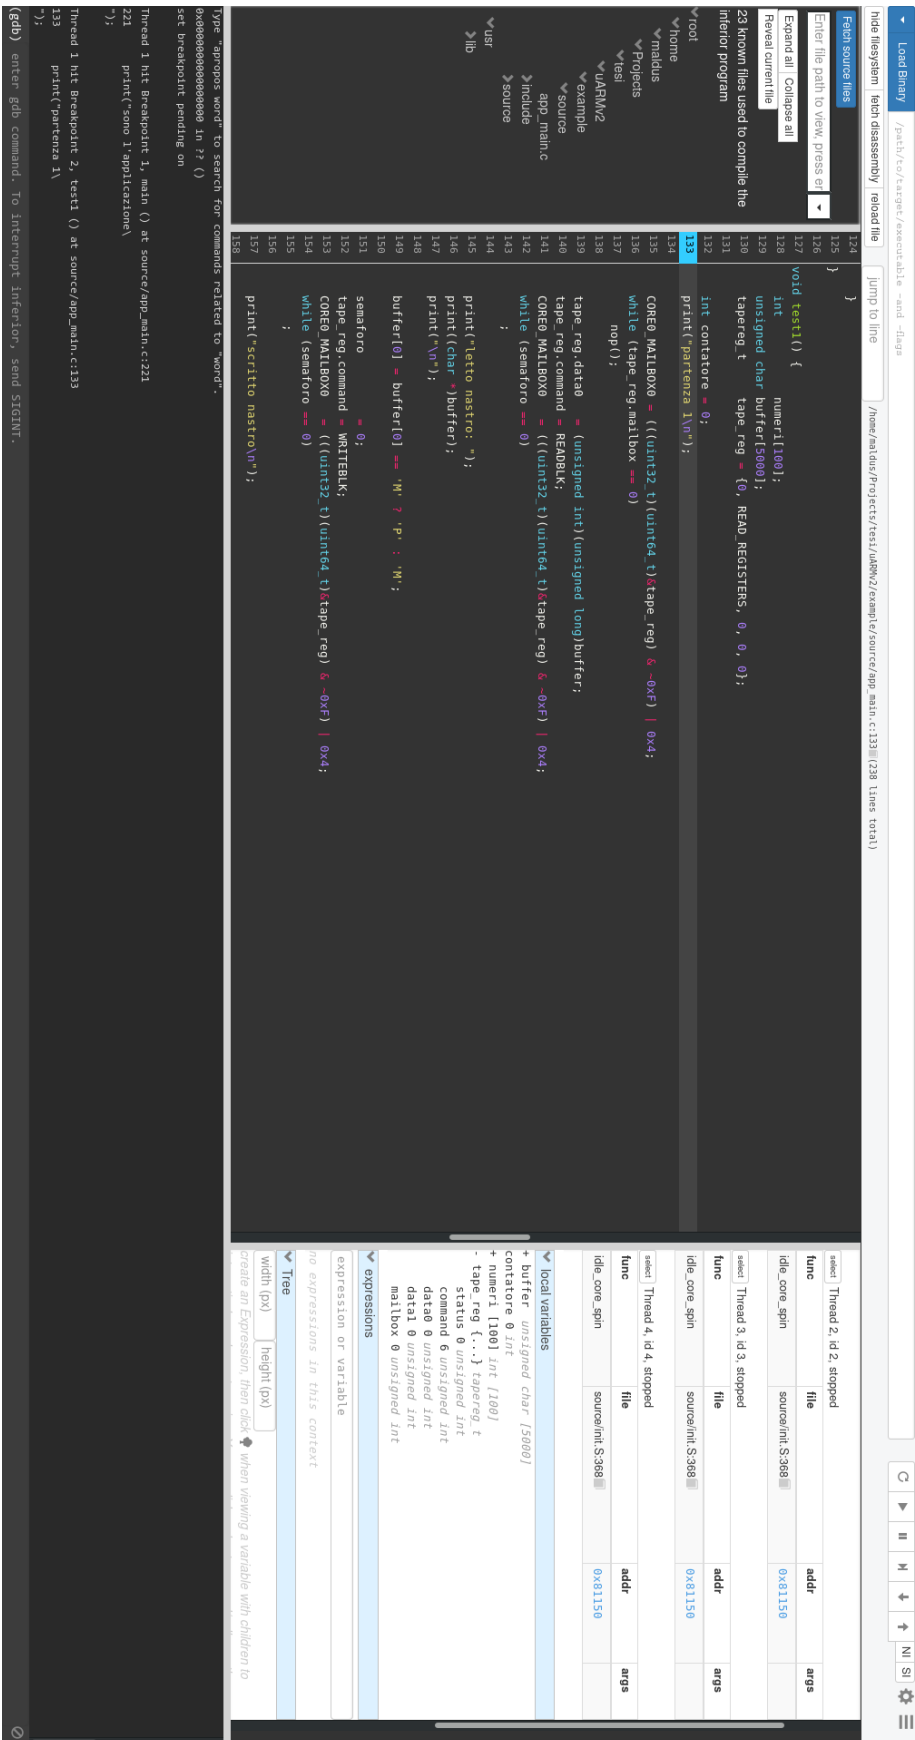 Load Binary
/path/to/target/executable -and -flags
NI
SI
hide filesystem
fetch disassembly
reload file
jump to line
/home/maldus/Projects/tesi/uARMv2/example/source/app_main.c:133 (238 lines total)
Fetch source files
Enter file path to view, press er
Expand all
Collapse all
Reveal current file
23 known files used to compile the
inferior program
root
home
maldus
Projects
tesi
uARMv2
example
source
app_main.c
include
source
usr
lib
124 }
125 }
126
127 void test1() {
128 int numeri[100];
129 unsigned char buffer[5000];
130 tapereg_t tape_reg = {0, READ_REGISTERS, 0, 0, 0};
131
132 int contatore = 0;
133 print("partenza 1\n");
134
135 CORE0_MAILBOX0 = (((uint32_t)(uint64_t)&tape_reg) & ~0xF) | 0x4;
136 while (tape_reg.mailbox == 0)
137 nop();
138
139 tape_reg.data0 = (unsigned int)(unsigned long)buffer;
140 tape_reg.command = READBLK;
141 CORE0_MAILBOX0 = (((uint32_t)(uint64_t)&tape_reg) & ~0xF) | 0x4;
142 while (semaforo == 0)
143 ;
144
145 print("letto nastro: ");
146 print((char *)buffer);
147 print("\n");
148
149 buffer[0] = buffer[0] == 'M' ? 'P' : 'M';
150
151 semaforo = 0;
152 tape_reg.command = WRITEBLK;
153 CORE0_MAILBOX0 = (((uint32_t)(uint64_t)&tape_reg) & ~0xF) | 0x4;
154 while (semaforo == 0)
155 ;
156
157 print("scritto nastro\n");
158
select Thread 2, id 2, stopped
func file addr args
idle_core_spin source/init.S:368 0x81150
select Thread 3, id 3, stopped
func file addr args
idle_core_spin source/init.S:368 0x81150
select Thread 4, id 4, stopped
func file addr args
idle_core_spin source/init.S:368 0x81150
local variables
+ buffer unsigned char [5000]
contatore 0 int
+ numeri [100] int [100]
- tape_reg {...} tapereg_t
status 0 unsigned int
command 6 unsigned int
data0 0 unsigned int
data1 0 unsigned int
mailbox 0 unsigned int
expressions
expression or variable
no expressions in this context
Tree
width (px)
height (px)
create an Expression, then click when viewing a variable with children to
Type "apropos word" to search for commands related to "word".
0x0000000000000000 in ?? ()
set breakpoint pending on
Thread 1 hit Breakpoint 1, main () at source/app_main.c:221
221 print("sono l'applicazione\
");
Thread 1 hit Breakpoint 2, test1 () at source/app_main.c:133
133 print("partenza 1\
");
(gdb) enter gdb command. To interrupt inferior, send SIGINT.